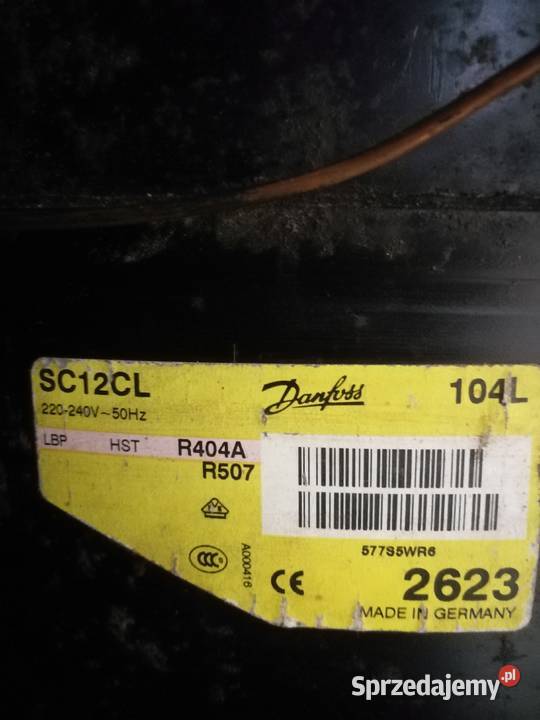 SC12CL
Danfoss
104L
220-240V~50Hz
LBP HST R404A
R507
577S5WR6
CCC
A000416
CE
2623
MADE IN GERMANY
Sprzedajemy.pl